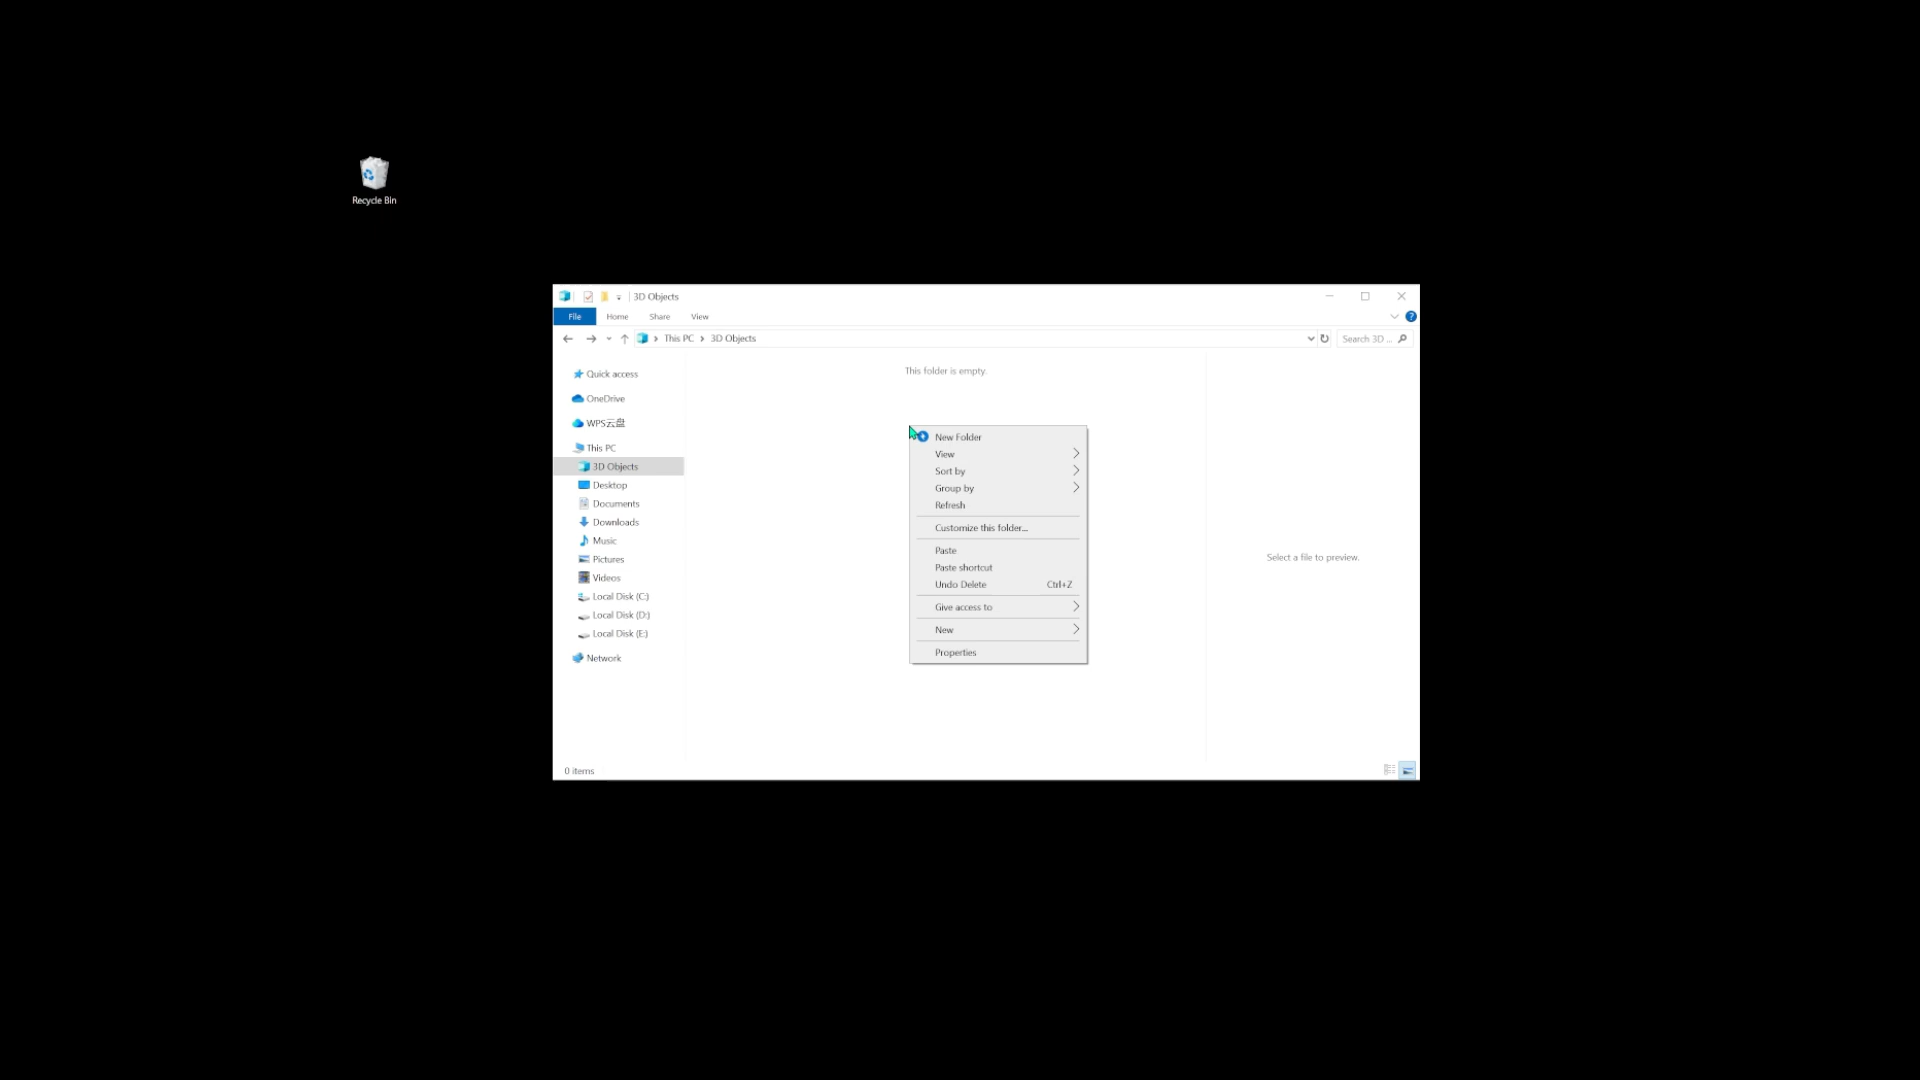 Recycle Bin
3D Objects
File Home Share View
This PC 3D Objects
Search 3D ...
Quick access
OneDrive
WPS云盘
This PC
3D Objects
Desktop
Documents
Downloads
Music
Pictures
Videos
Local Disk (C:)
Local Disk (D:)
Local Disk (E:)
Network
This folder is empty.
New Folder
View
Sort by
Group by
Refresh
Customize this folder...
Paste
Paste shortcut
Undo Delete Ctrl+Z
Give access to
New
Properties
Select a file to preview.
0 items